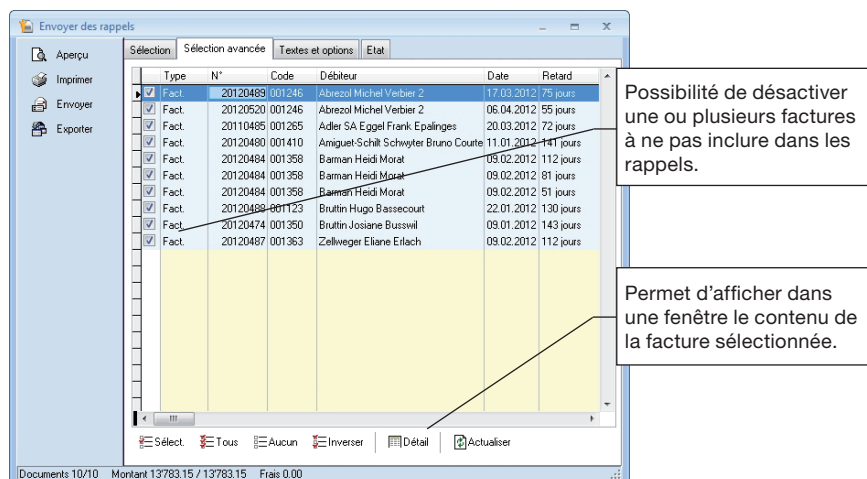 Envoyer des rappels
Aperçu
Imprimer
Envoyer
Exporter
Sélection Sélection avancée Textes et options Etat
Type N° Code Débiteur Date Retard
Fact. 20120489 001246 Abrezol Michel Verbier 2 17.03.2012 75 jours
Fact. 20120520 001246 Abrezol Michel Verbier 2 06.04.2012 55 jours
Fact. 20110485 001265 Adler SA Eggel Frank Epalinges 20.03.2012 72 jours
Fact. 20120480 001410 Amiguet-Schilt Schwyter Bruno Courte 11.01.2012 141 jours
Fact. 20120484 001358 Barman Heidi Morat 09.02.2012 112 jours
Fact. 20120484 001358 Barman Heidi Morat 09.02.2012 81 jours
Fact. 20120484 001358 Barman Heidi Morat 09.02.2012 51 jours
Fact. 20120488 001123 Bruttin Hugo Bassecourt 22.01.2012 130 jours
Fact. 20120474 001350 Bruttin Josiane Busswil 09.01.2012 143 jours
Fact. 20120487 001363 Zellweger Eliane Erlach 09.02.2012 112 jours
Sélect. Tous Aucun Inverser Détail Actualiser
Documents 10/10 Montant 13'783.15 / 13'783.15 Frais 0.00
Possibilité de désactiver
une ou plusieurs factures
à ne pas inclure dans les
rappels.
Permet d'afficher dans
une fenêtre le contenu de
la facture sélectionnée.